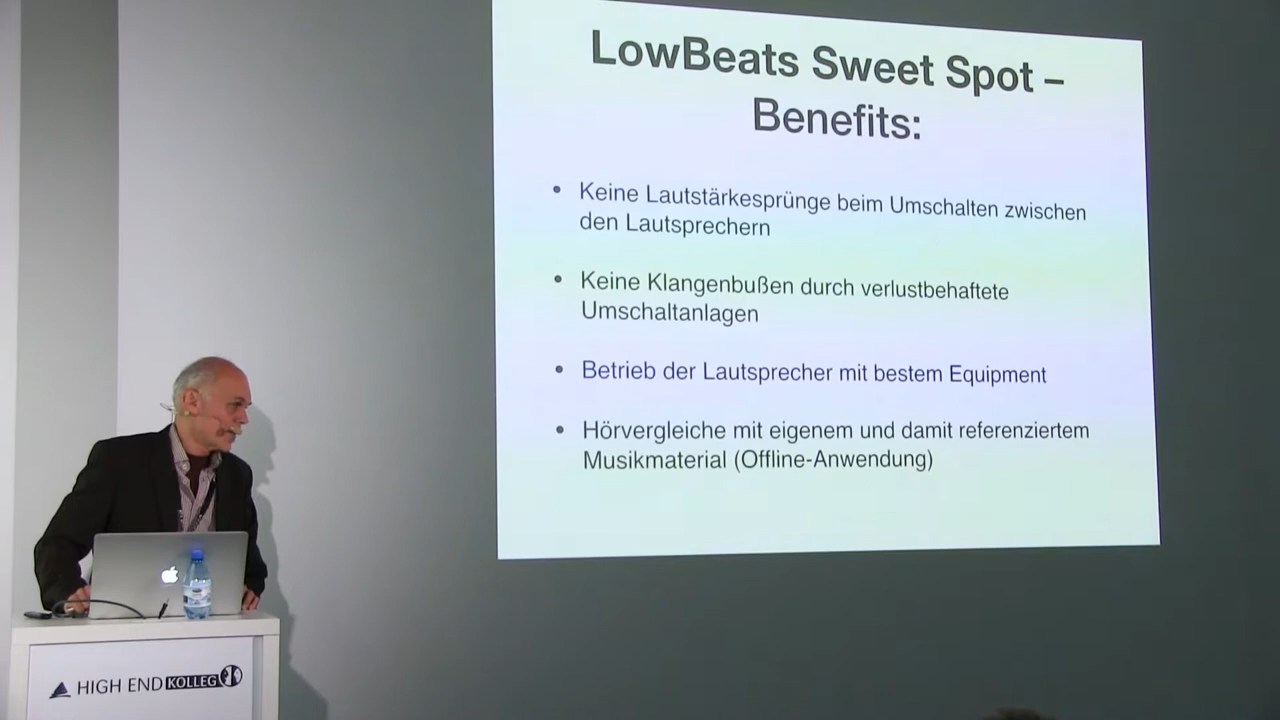 LowBeats Sweet Spot –
Benefits:
• Keine Lautstärkesprünge beim Umschalten zwischen
den Lautsprechern
• Keine Klangenbußen durch verlustbehaftete
Umschaltanlagen
• Betrieb der Lautsprecher mit bestem Equipment
• Hörvergleiche mit eigenem und damit referenziertem
Musikmaterial (Offline-Anwendung)
HIGH END KOLLEG